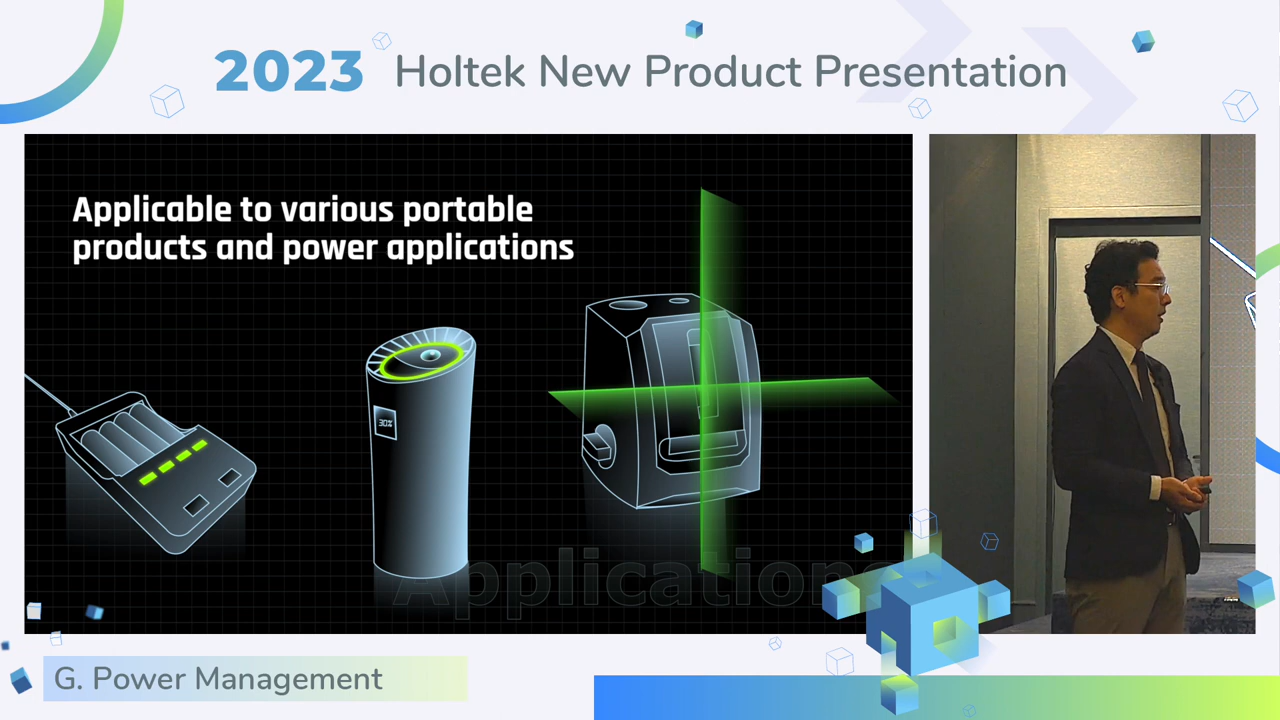 2023 Holtek New Product Presentation
Applicable to various portable
products and power applications
30%
Applications
G. Power Management